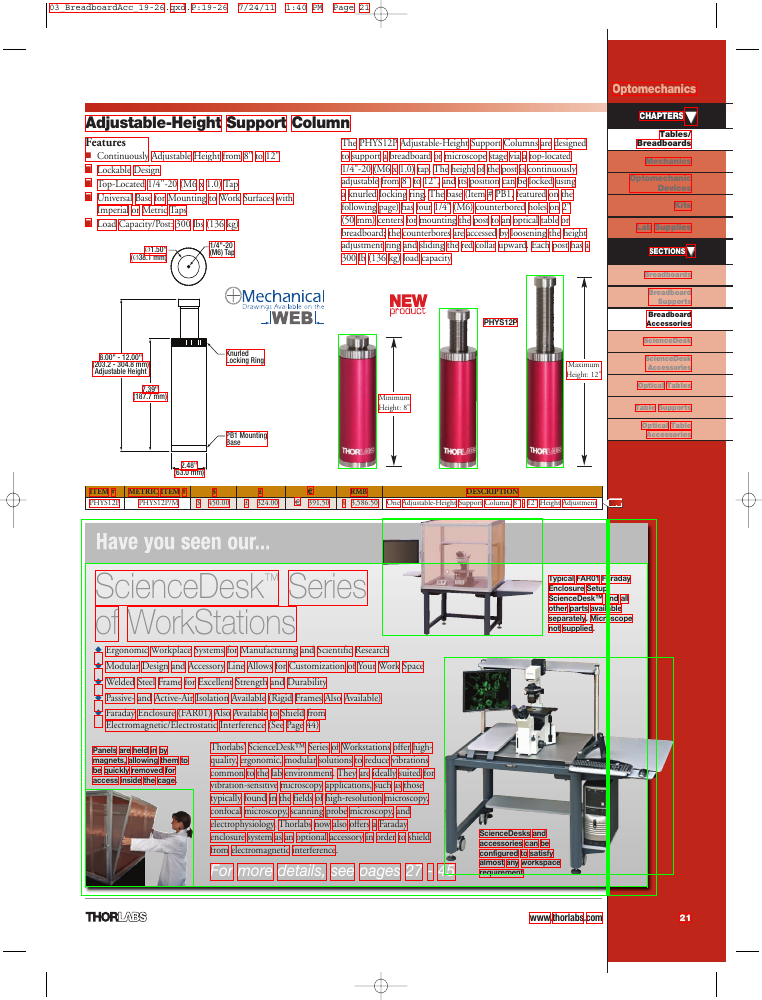 03_BreadboardAcc_19-26.qxd.P:19-26 7/24/11 1:40 PM Page 21
Optomechanics
CHAPTERS
Tables/
Breadboards
Mechanics
Optomechanic
Devices
Kits
Lab Supplies
SECTIONS
Breadboards
Breadboard
Supports
Breadboard
Accessories
ScienceDesk
ScienceDesk
Accessories
Optical Tables
Table Supports
Optical Table
Accessories
Adjustable-Height Support Column
Features
Continuously Adjustable Height from 8" to 12"
Lockable Design
Top-Located 1/4"-20 (M6 x 1.0) Tap
Universal Base for Mounting to Work Surfaces with
Imperial or Metric Taps
Load Capacity/Post: 300 lbs (136 kg)
The PHYS12P Adjustable-Height Support Columns are designed
to support a breadboard or microscope stage via a top-located
1/4"-20 (M6 x 1.0) tap. The height of the post is continuously
adjustable from 8" to 12", and its position can be locked using
a knurled locking ring. The base (Item # PB1, featured on the
following page) has four 1/4" (M6) counterbored holes on 2"
(50 mm) centers for mounting the post to an optical table or
breadboard; the counterbores are accessed by loosening the height
adjustment ring and sliding the red collar upward. Each post has a
300 lb (136 kg) load capacity.
Ø1.50"
(Ø38.1 mm)
1/4"-20
(M6) Tap
Mechanical
Drawings Available on the
WEB
NEW
product
PHYS12P
8.00" - 12.00"
(203.2 - 304.8 mm)
Adjustable Height
7.39"
(187.7 mm)
Knurled
Locking Ring
PB1 Mounting
Base
2.48"
63.0 mm)
Minimum
Height: 8"
Maximum
Height: 12"
THORLABS
THORLABS
THORLABS
ITEM # METRIC ITEM # $ £ € RMB DESCRIPTION
PHYS12P PHYS12P/M $ 450.00 £ 324.00 € 391,50 ¥ 3,586.50 One Adjustable-Height Support Column, 8" - 12" Height Adjustment
Have you seen our...
ScienceDesk™ Series
of WorkStations
Ergonomic Workplace Systems for Manufacturing and Scientific Research
Modular Design and Accessory Line Allows for Customization of Your Work Space
Welded Steel Frame for Excellent Strength and Durability
Passive- and Active-Air Isolation Available (Rigid Frames Also Available)
Faraday Enclosure (FAR01) Also Available to Shield from
Electromagnetic/Electrostatic Interference (See Page 44)
Typical FAR01 Faraday
Enclosure Setup.
ScienceDesk™ and all
other parts available
separately. Microscope
not supplied.
Panels are held in by
magnets, allowing them to
be quickly removed for
access inside the cage.
Thorlabs' ScienceDesk™ Series of Workstations offer high-
quality, ergonomic, modular solutions to reduce vibrations
common to the lab environment. They are ideally suited for
vibration-sensitive microscopy applications, such as those
typically found in the fields of high-resolution microscopy,
confocal microscopy, scanning probe microscopy, and
electrophysiology. Thorlabs now also offers a Faraday
enclosure system as an optional accessory in order to shield
from electromagnetic interference.
For more details, see pages 27 - 45
ScienceDesks and
accessories can be
configured to satisfy
almost any workspace
requirement.
THORLABS
www.thorlabs.com
21